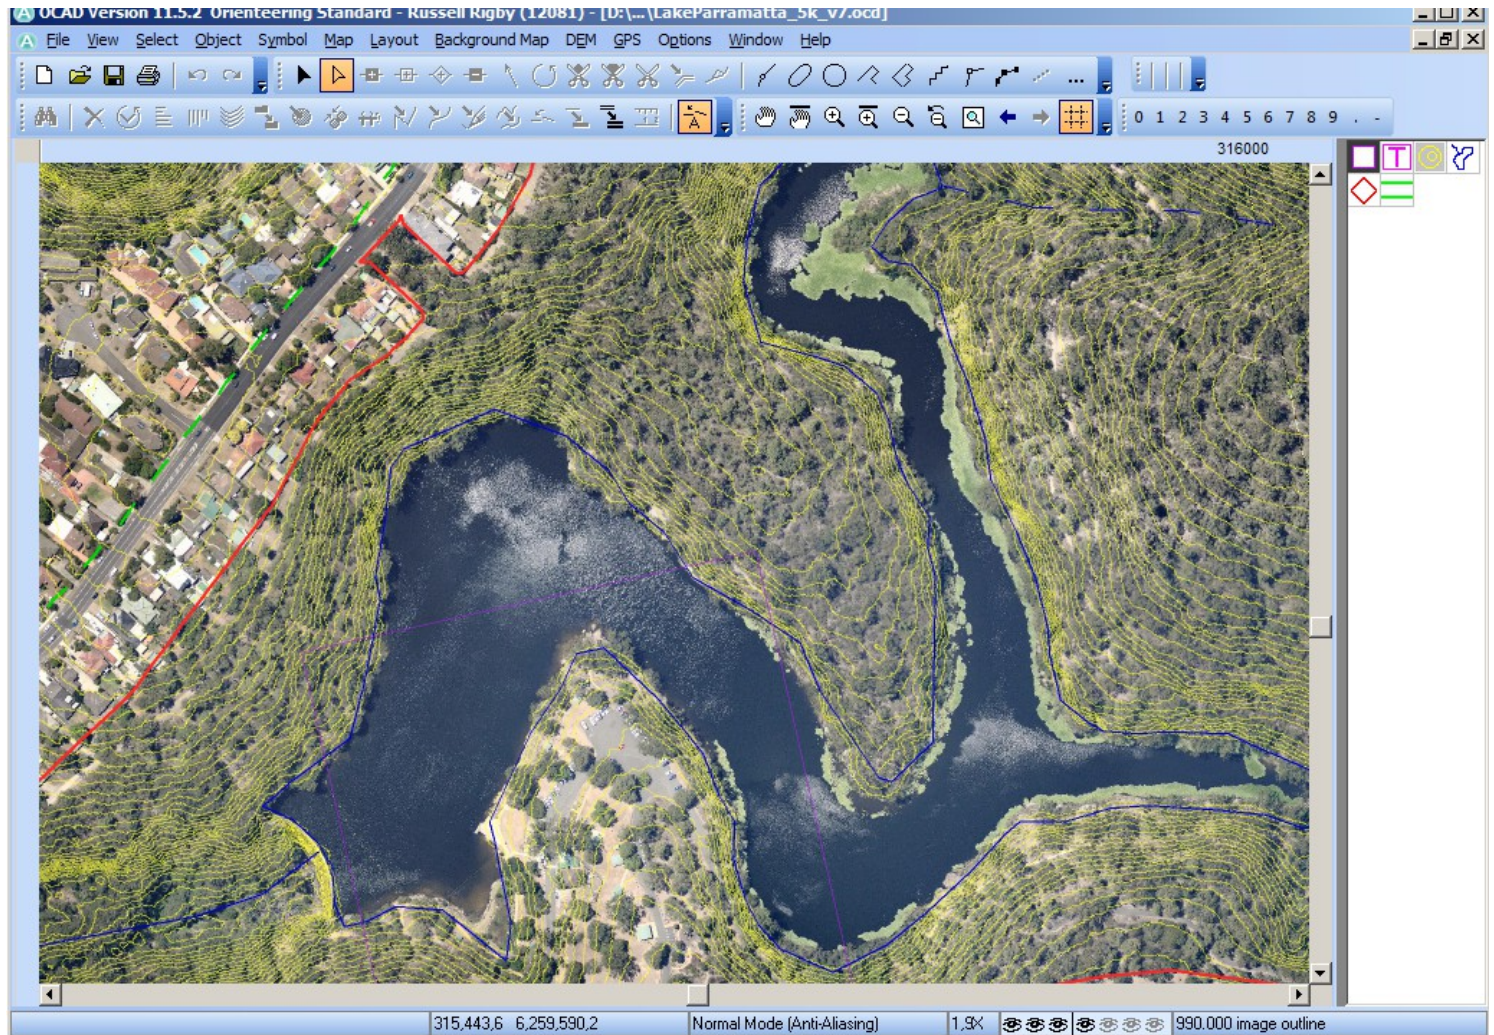 OCAD Version 11.5.2 Orienteering Standard - Russell Rigby (12081) - [D:\...\LakeParramatta_5k_v7.ocd]
File View Select Object Symbol Map Layout Background Map DEM GPS Options Window Help
A 0 1 2 3 4 5 6 7 8 9 . -
316000
T
315,443,6 6,259,590,2 Normal Mode (Anti-Aliasing) 1,9X 990.000 image outline